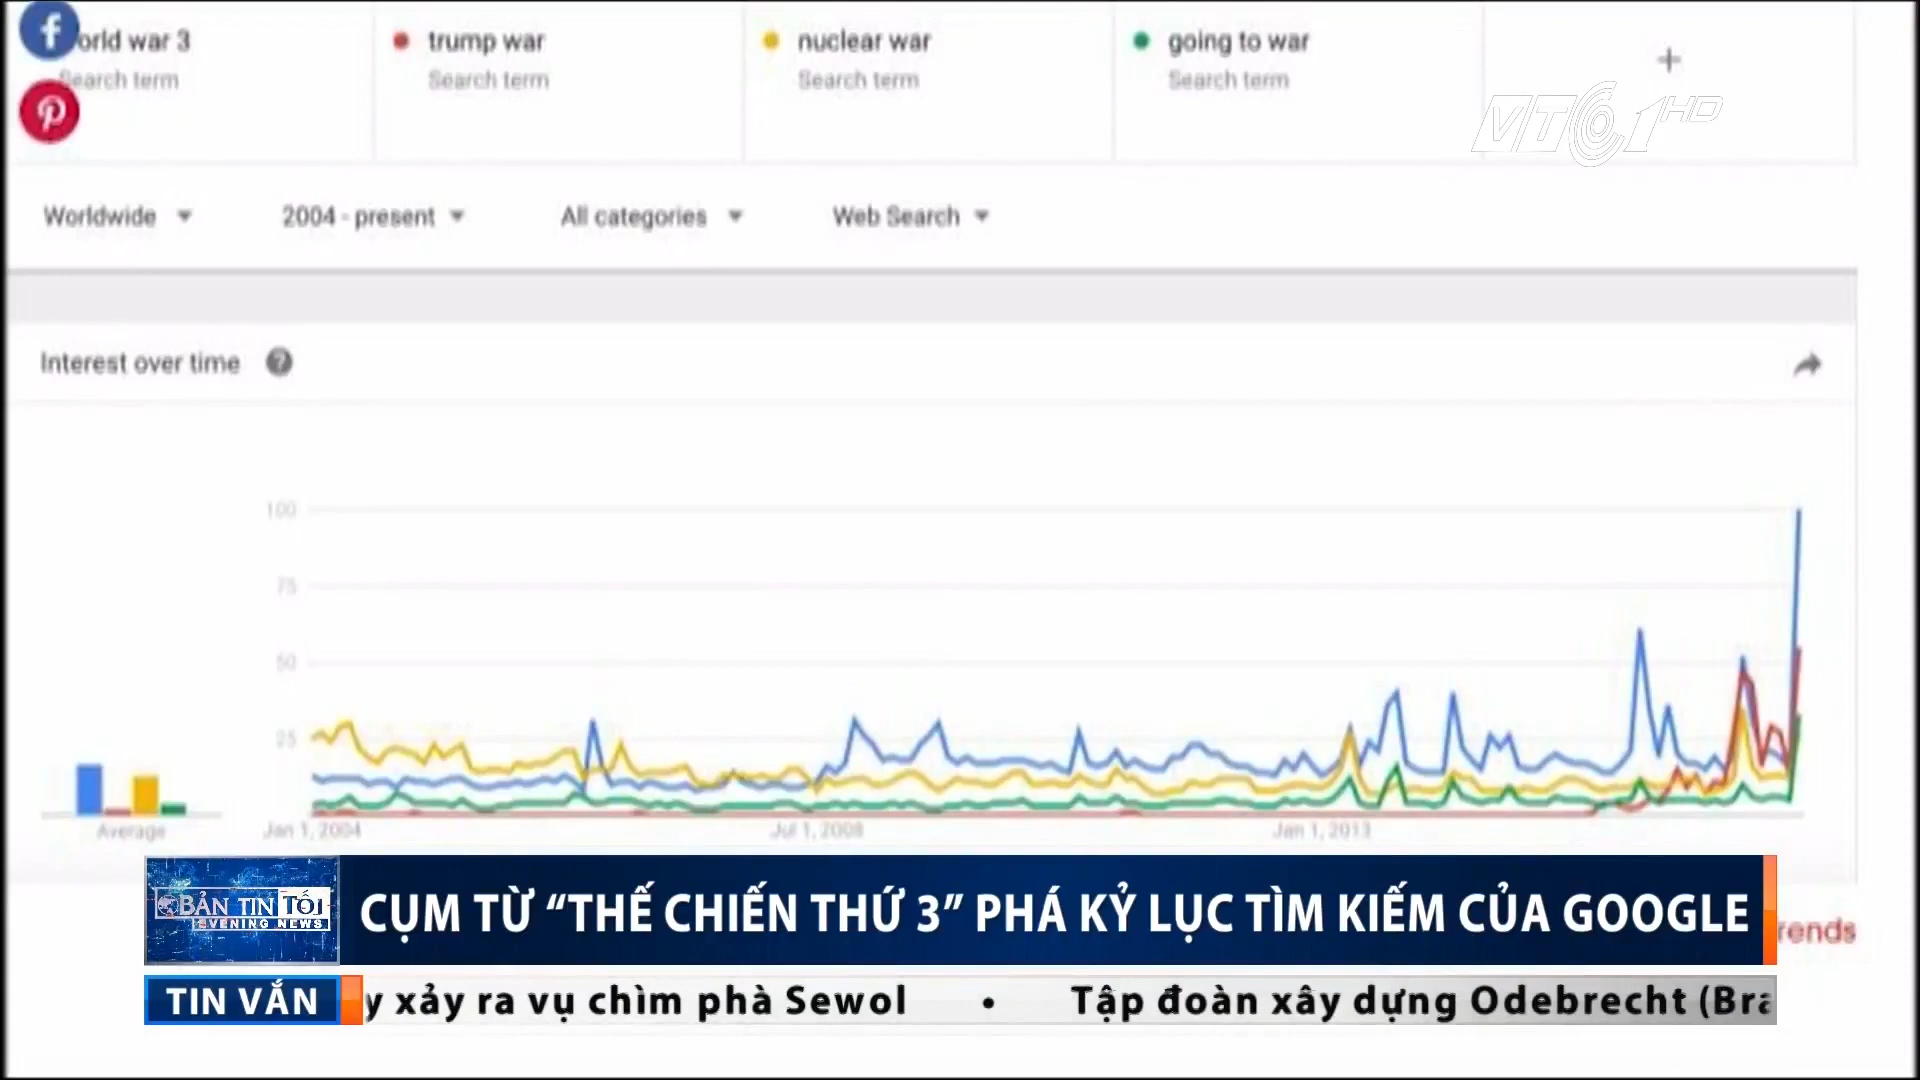 orld war 3
trump war
nuclear war
going to war
Search term
Search term
Search term
Search term
VTC1HD
Worldwide
2004 - present
All categories
Web Search
Interest over time
100
75
50
25
Average
Jan 1, 2004
Jul 1, 2008
Jan 1, 2013
BẢN TIN TỐI
EVENING NEWS
CỤM TỪ “THẾ CHIẾN THỨ 3” PHÁ KỶ LỤC TÌM KIẾM CỦA GOOGLE
rends
TIN VẮN
y xảy ra vụ chìm phà Sewol • Tập đoàn xây dựng Odebrecht (Bra